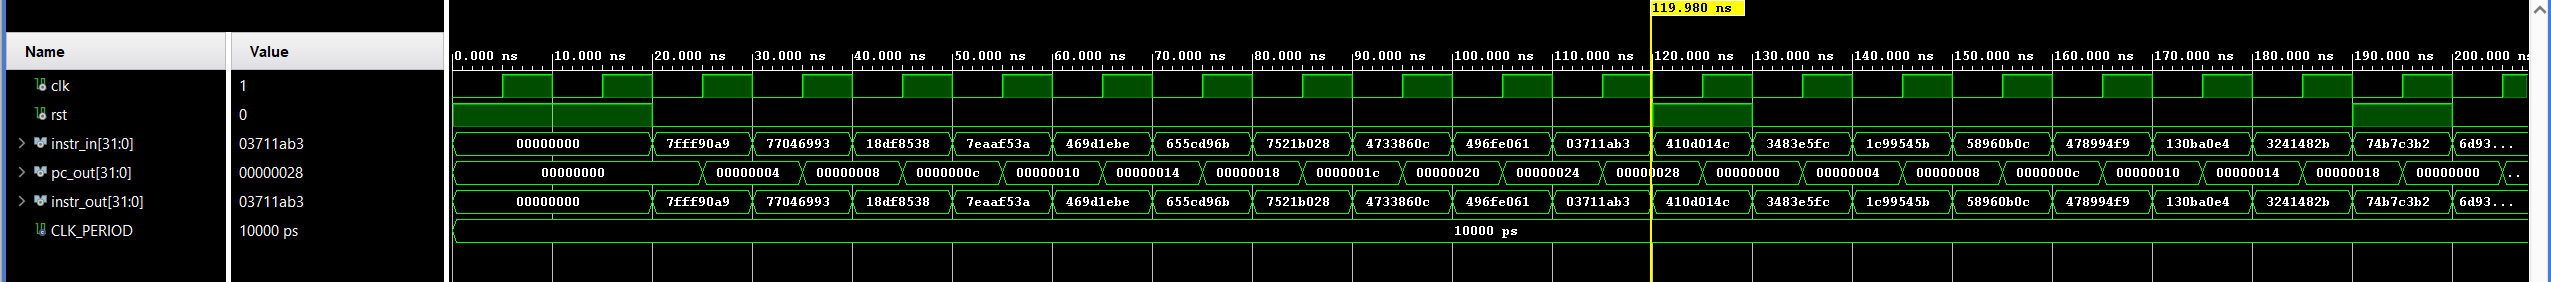 119.980 ns
Name Value
0.000 ns 10.000 ns 20.000 ns 30.000 ns 40.000 ns 50.000 ns 60.000 ns 70.000 ns 80.000 ns 90.000 ns 100.000 ns 110.000 ns 120.000 ns 130.000 ns 140.000 ns 150.000 ns 160.000 ns 170.000 ns 180.000 ns 190.000 ns 200.000 ns
clk 1
rst 0
instr_in[31:0] 03711ab3 00000000 7fff90a9 77046993 18df8538 7eaaf53a 469d1ebe 655cd96b 7521b028 4733860c 496fe061 03711ab3 410d014c 3483e5fc 1c99545b 58960b0c 478994f9 130ba0e4 3241482b 74b7c3b2 6d93...
pc_out[31:0] 00000028 00000000 00000004 00000008 0000000c 00000010 00000014 00000018 0000001c 00000020 00000024 00000028 00000000 00000004 00000008 0000000c 00000010 00000014 00000018 00000000 ..
instr_out[31:0] 03711ab3 00000000 7fff90a9 77046993 18df8538 7eaaf53a 469d1ebe 655cd96b 7521b028 4733860c 496fe061 03711ab3 410d014c 3483e5fc 1c99545b 58960b0c 478994f9 130ba0e4 3241482b 74b7c3b2 6d93...
CLK_PERIOD 10000 ps 10000 ps